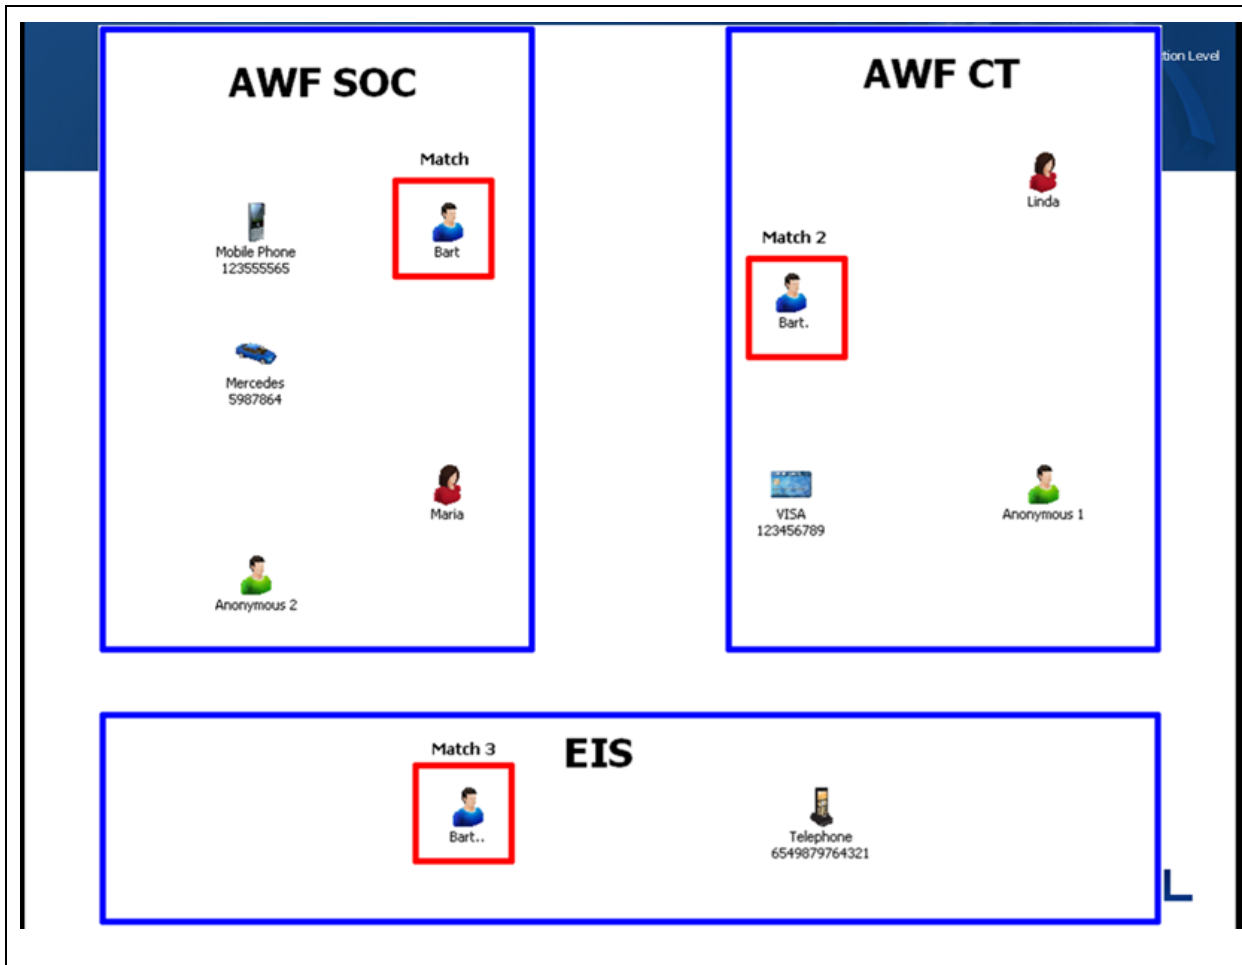 AWF SOC
AWF CT
tion Level
Match
Linda
Mobile Phone
123555565
Bart
Match 2
Bart.
Mercedes
5987864
Maria
VISA
123456789
Anonymous 1
Anonymous 2
Match 3
EIS
Bart..
Telephone
6549879764321
L